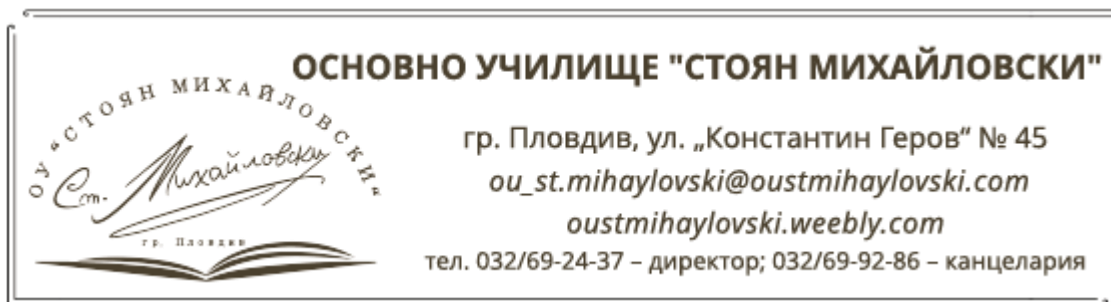 ОСНОВНО УЧИЛИЩЕ "СТОЯН МИХАЙЛОВСКИ"
ОУ "СТОЯН МИХАЙЛОВСКИ"
Ст. Михайловски
гр. Пловдив
гр. Пловдив, ул. „Константин Геров“ № 45
ou_st.mihaylovski@oustmihaylovski.com
oustmihaylovski.weebly.com
тел. 032/69-24-37 – директор; 032/69-92-86 – канцелария